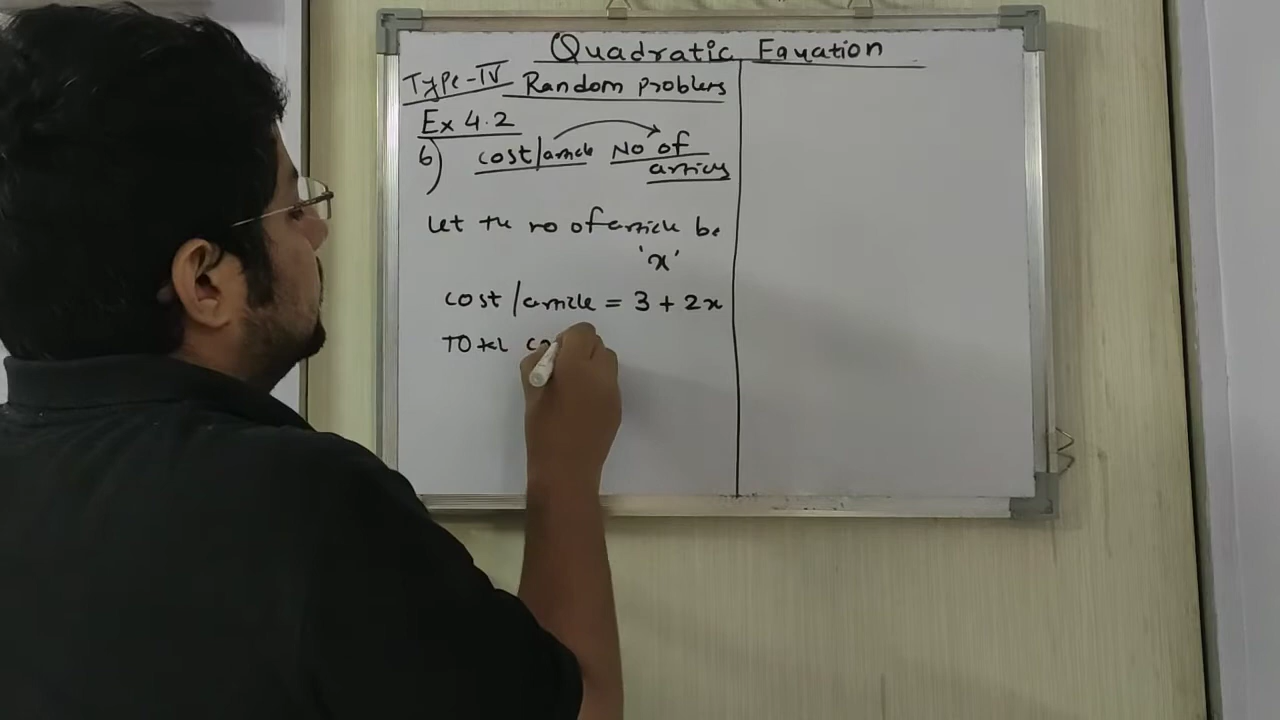 Quadratic Equation
Type-IV Random problems
Ex 4.2
6) cost/article No of
articles
Let the no of article be
'x'
cost/article = 3 + 2x
Total co